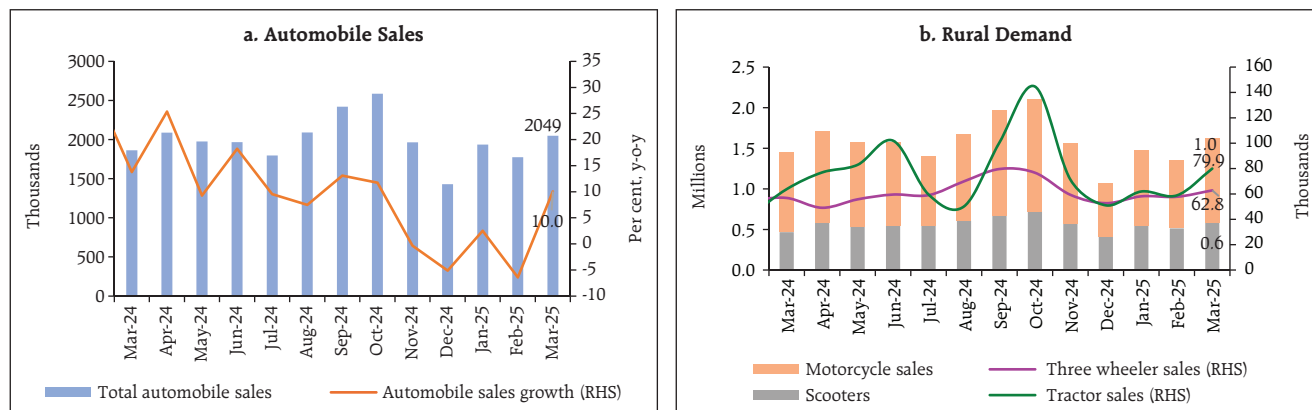 a. Automobile Sales
Thousands
3000
2500
2000
1500
1000
500
0
35
30
25
20
15
10
5
0
-5
-10
Per cent, y-o-y
2049
10.0
Mar-24
Apr-24
May-24
Jun-24
Jul-24
Aug-24
Sep-24
Oct-24
Nov-24
Dec-24
Jan-25
Feb-25
Mar-25
Total automobile sales
Automobile sales growth (RHS)
b. Rural Demand
Millions
2.5
2.0
1.5
1.0
0.5
0.0
160
140
120
100
80
60
40
20
0
Thousands
1.0
79.9
62.8
0.6
Mar-24
Apr-24
May-24
Jun-24
Jul-24
Aug-24
Sep-24
Oct-24
Nov-24
Dec-24
Jan-25
Feb-25
Mar-25
Motorcycle sales
Three wheeler sales (RHS)
Scooters
Tractor sales (RHS)